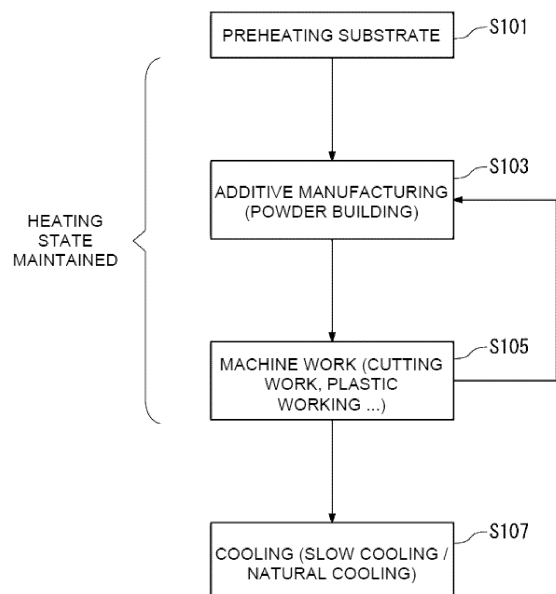 PREHEATING SUBSTRATE
S101
ADDITIVE MANUFACTURING
(POWDER BUILDING)
S103
HEATING
STATE
MAINTAINED
MACHINE WORK (CUTTING
WORK, PLASTIC
WORKING ...)
S105
COOLING (SLOW COOLING /
NATURAL COOLING)
S107